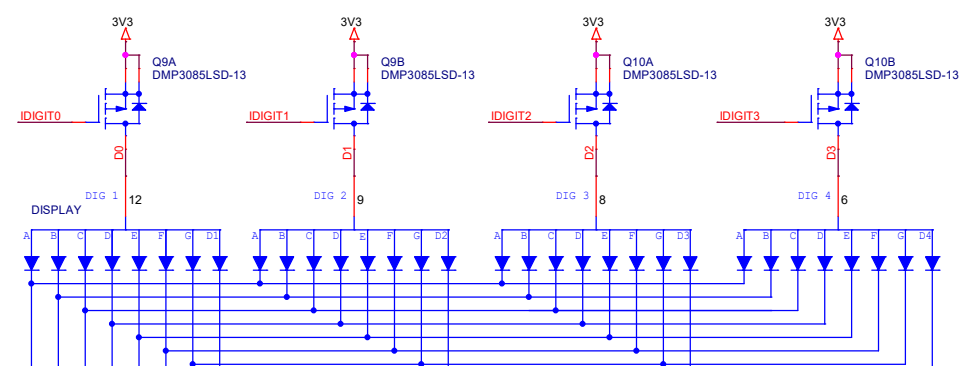 3V3 3V3 3V3 3V3
Q9A Q9B Q10A Q10B
DMP3085LSD-13 DMP3085LSD-13 DMP3085LSD-13 DMP3085LSD-13
IDIGIT0 IDIGIT1 IDIGIT2 IDIGIT3
D0 D1 D2 D3
DIG 1 12 DIG 2 9 DIG 3 8 DIG 4 6
DISPLAY
A B C D E F G D1 A B C D E F G D2 A B C D E F G D3 A B C D E F G D4